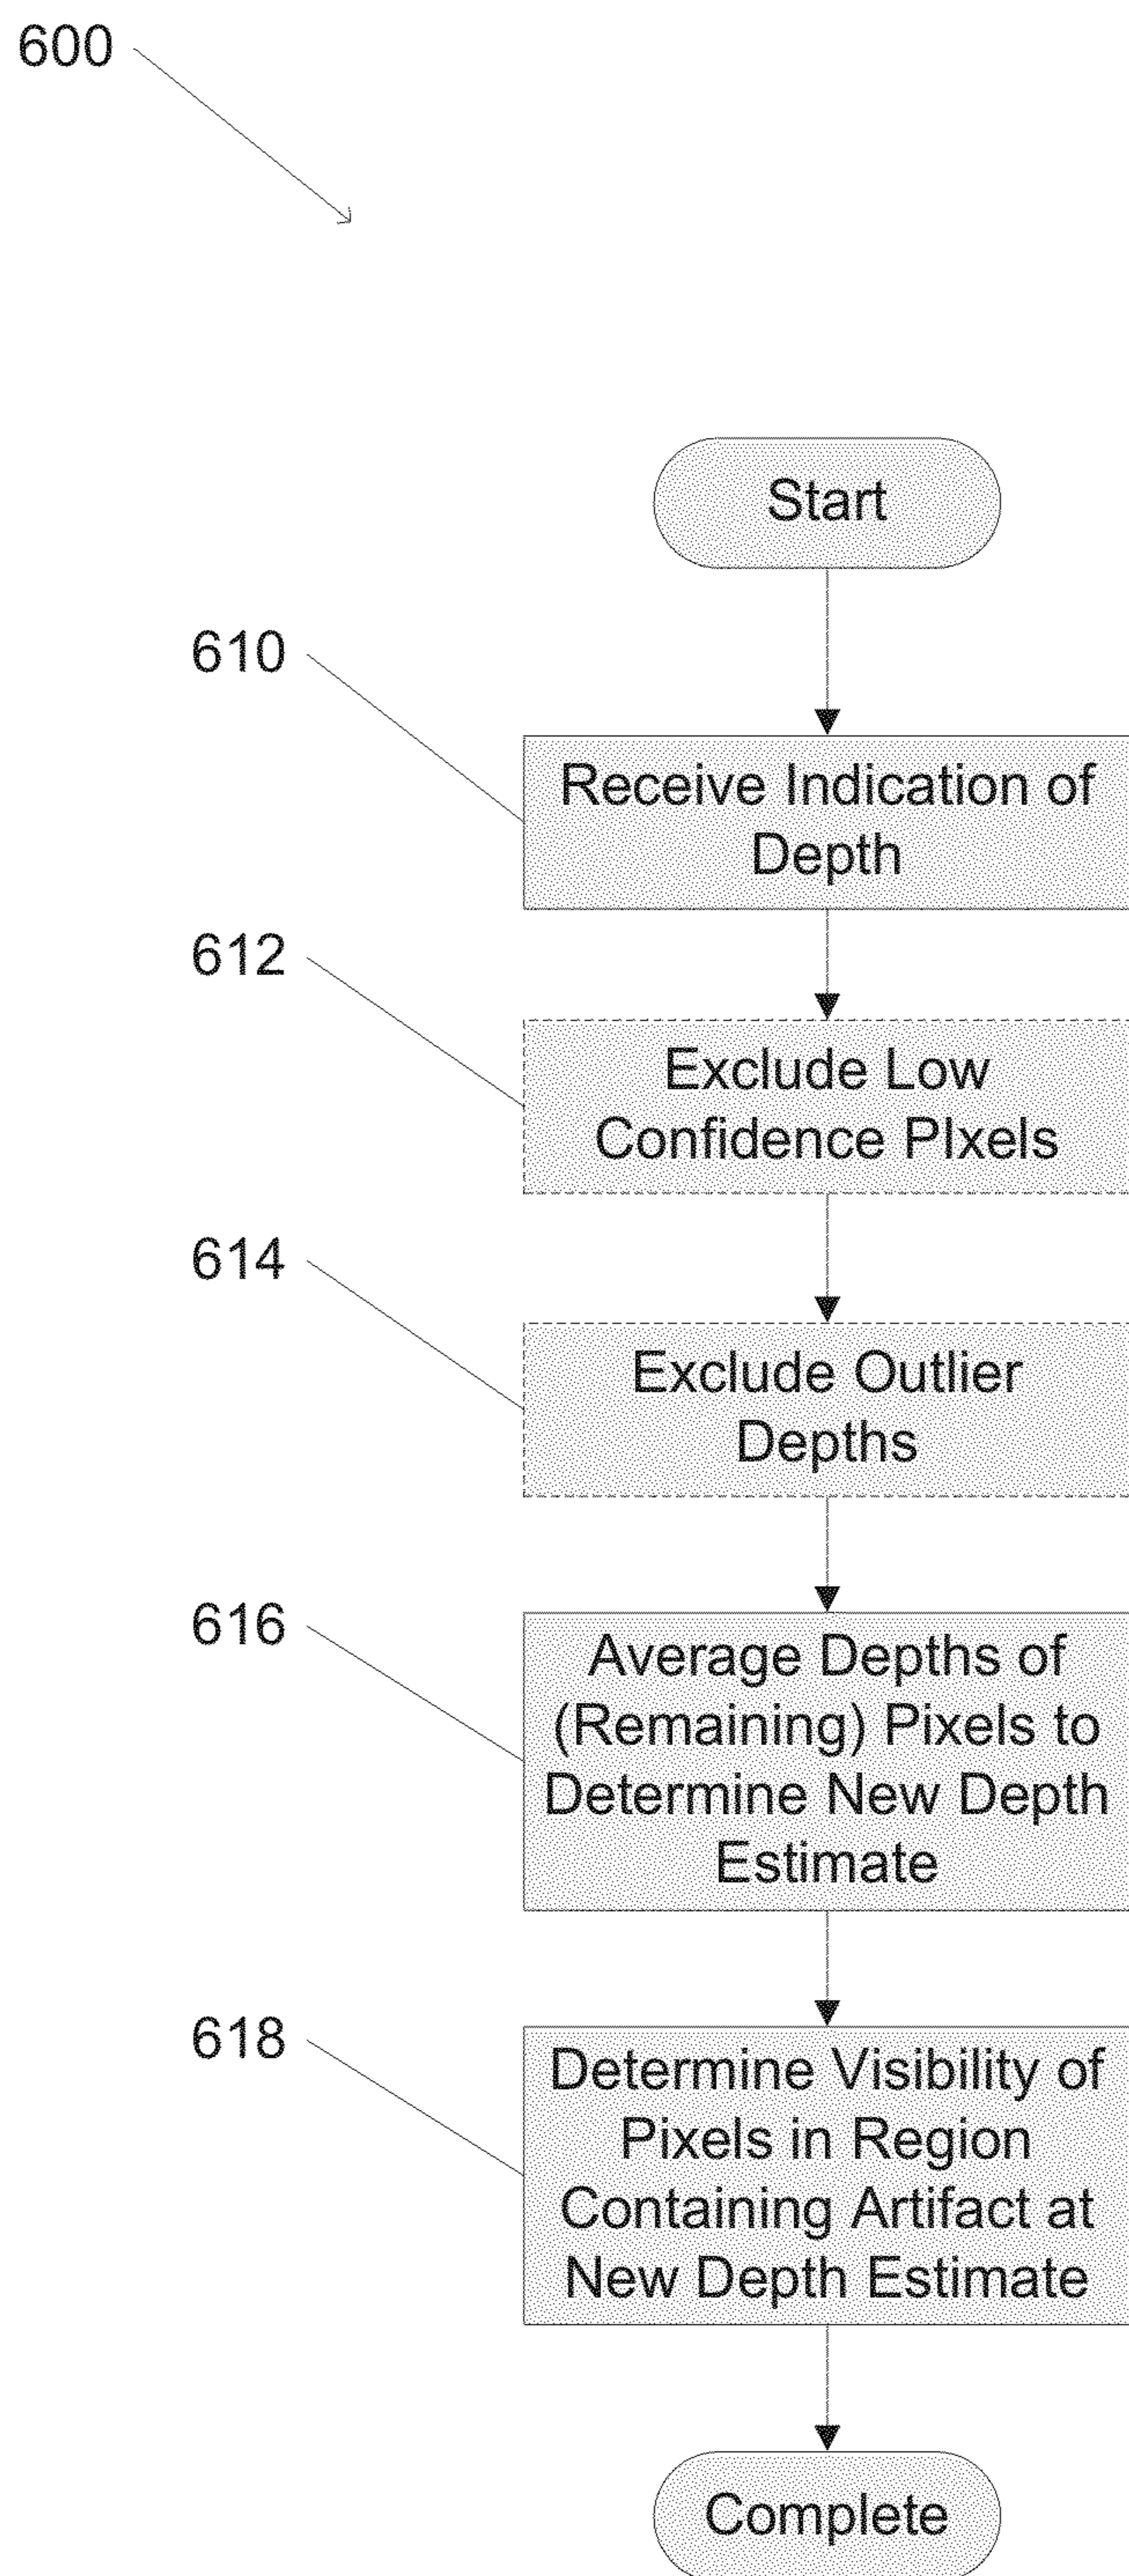 600
Start
610
Receive Indication of
Depth
612
Exclude Low
Confidence PIxels
614
Exclude Outlier
Depths
616
Average Depths of
(Remaining) Pixels to
Determine New Depth
Estimate
618
Determine Visibility of
Pixels in Region
Containing Artifact at
New Depth Estimate
Complete